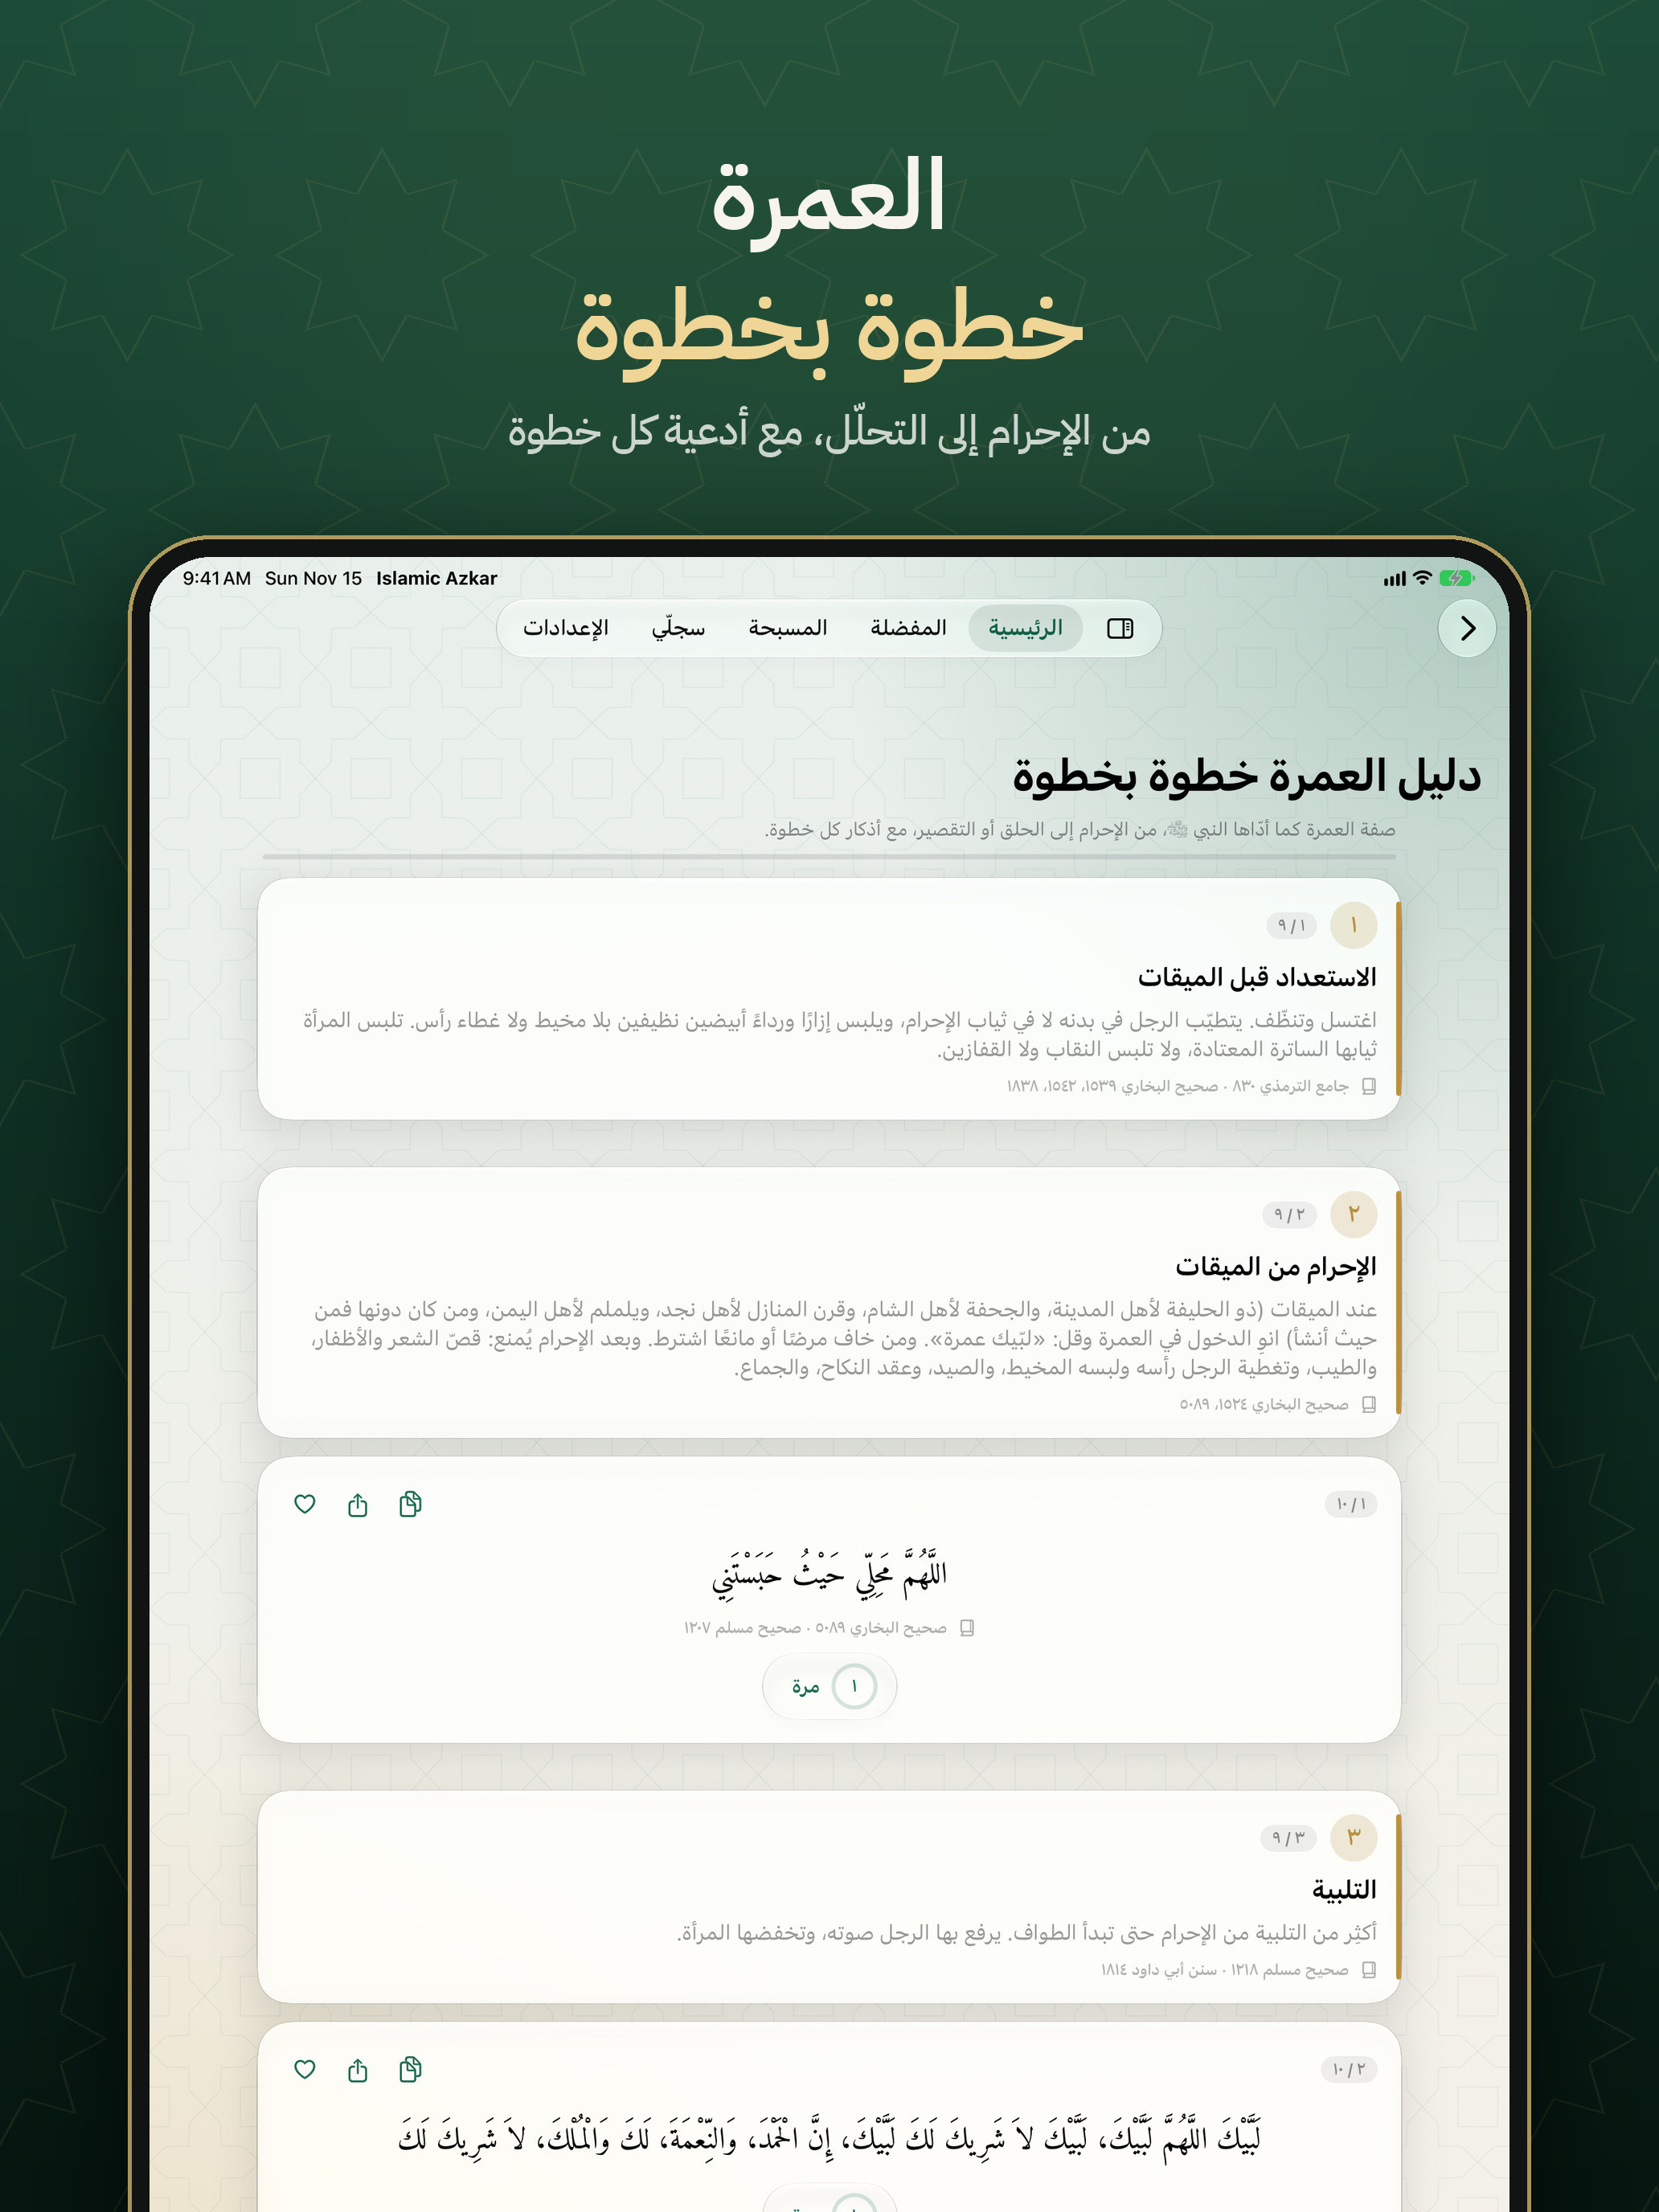 العمرة
خطوة بخطوة
من الإحرام إلى التحلّل، مع أدعية كل خطوة
9:41 AM Sun Nov 15 Islamic Azkar
الرئيسية المفضلة المسبحة سجلّي الإعدادات
دليل العمرة خطوة بخطوة
صفة العمرة كما أدّاها النبي ﷺ، من الإحرام إلى الحلق أو التقصير، مع أذكار كل خطوة.
١ ١ / ٩
الاستعداد قبل الميقات
اغتسل وتنظّف. يتطيّب الرجل في بدنه لا في ثياب الإحرام، ويلبس إزارًا ورداءً أبيضين نظيفين بلا مخيط ولا غطاء رأس. تلبس المرأة
ثيابها الساترة المعتادة، ولا تلبس النقاب ولا القفازين.
جامع الترمذي ٨٣٠ · صحيح البخاري ١٥٣٩، ١٥٤٢، ١٨٣٨
٢ ٢ / ٩
الإحرام من الميقات
عند الميقات (ذو الحليفة لأهل المدينة، والجحفة لأهل الشام، وقرن المنازل لأهل نجد، ويلملم لأهل اليمن، ومن كان دونها فمن
حيث أنشأ) انوِ الدخول في العمرة وقل: «لبّيك عمرة». ومن خاف مرضًا أو مانعًا اشترط. وبعد الإحرام يُمنع: قصّ الشعر والأظفار،
والطيب، وتغطية الرجل رأسه ولبسه المخيط، والصيد، وعقد النكاح، والجماع.
صحيح البخاري ١٥٢٤، ٥٠٨٩
١ / ١٠
اللَّهُمَّ مَحِلِّي حَيْثُ حَبَسْتَنِي
صحيح البخاري ٥٠٨٩ · صحيح مسلم ١٢٠٧
١ مرة
٣ ٣ / ٩
التلبية
أكثِر من التلبية من الإحرام حتى تبدأ الطواف. يرفع بها الرجل صوته، وتخفضها المرأة.
صحيح مسلم ١٢١٨ · سنن أبي داود ١٨١٤
٢ / ١٠
لَبَّيْكَ اللَّهُمَّ لَبَّيْكَ، لَبَّيْكَ لاَ شَرِيكَ لَكَ لَبَّيْكَ، إِنَّ الْحَمْدَ، وَالنِّعْمَةَ، لَكَ وَالْمُلْكَ، لاَ شَرِيكَ لَكَ